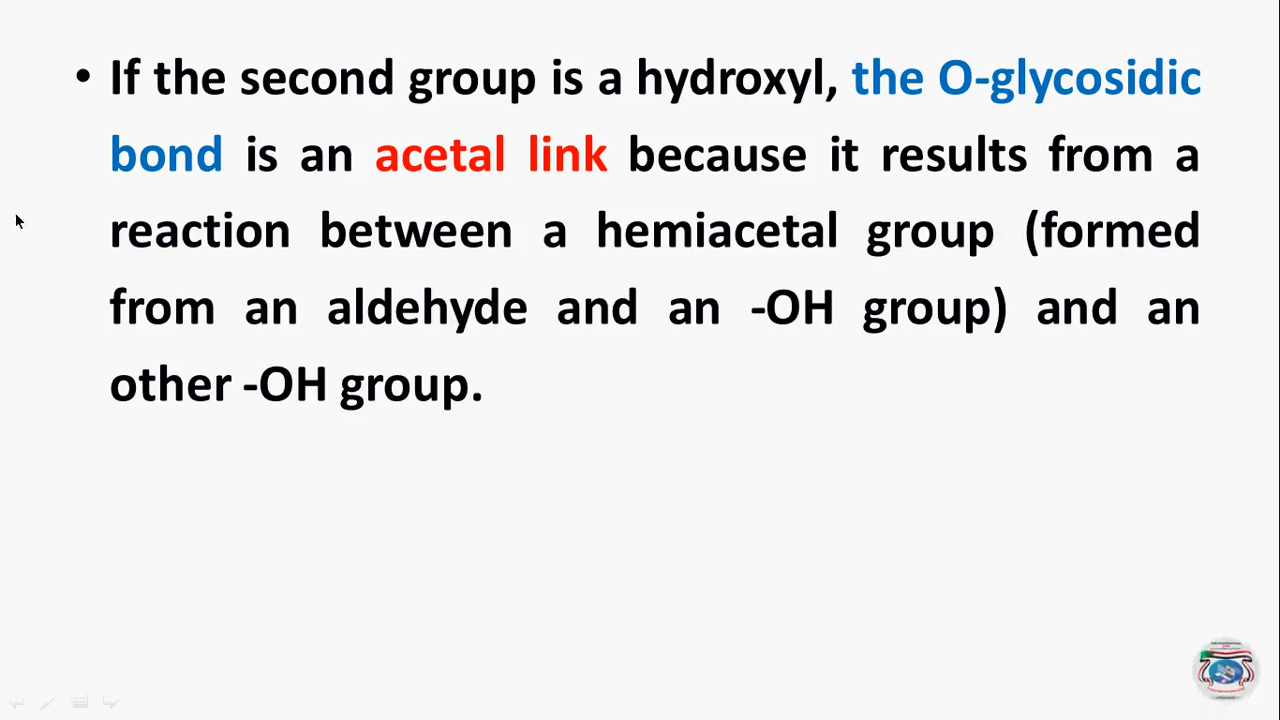 • If the second group is a hydroxyl, the O-glycosidic
bond is an acetal link because it results from a
reaction between a hemiacetal group (formed
from an aldehyde and an -OH group) and an
other -OH group.